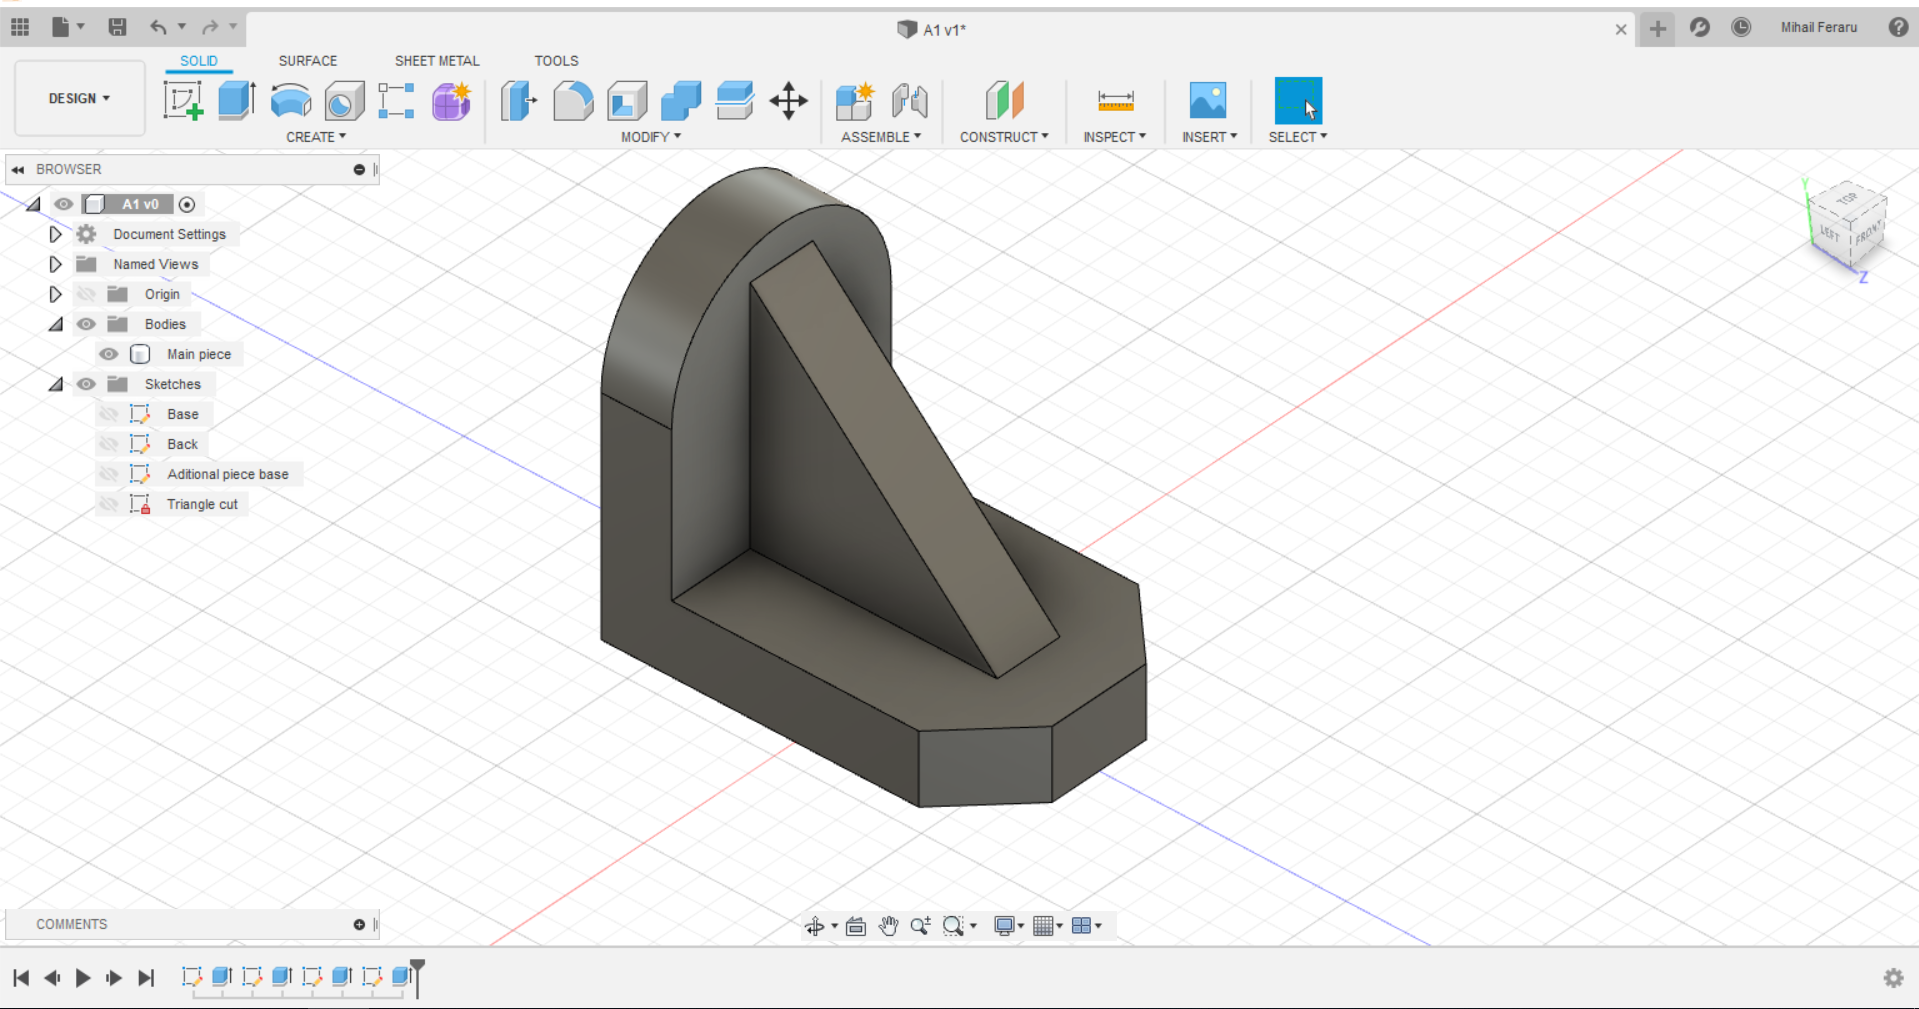 A1 v1*
Mihail Feraru
SOLID
SURFACE
SHEET METAL
TOOLS
DESIGN
CREATE
MODIFY
ASSEMBLE
CONSTRUCT
INSPECT
INSERT
SELECT
BROWSER
A1 v0
Document Settings
Named Views
Origin
Bodies
Main piece
Sketches
Base
Back
Aditional piece base
Triangle cut
Y
TOP
LEFT
FRONT
Z
COMMENTS